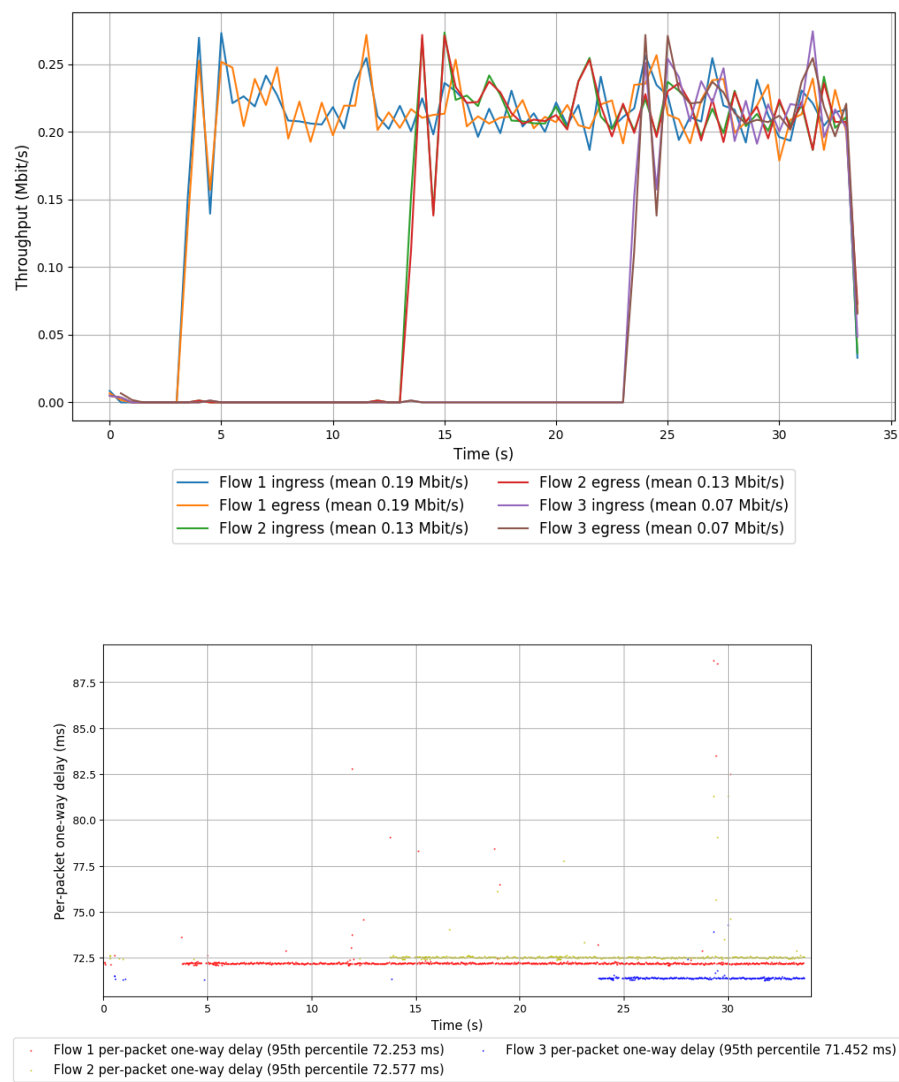 0.25
0.20
0.15
0.10
0.05
0.00
Throughput (Mbit/s)
0 5 10 15 20 25 30 35
Time (s)
Flow 1 ingress (mean 0.19 Mbit/s) Flow 2 egress (mean 0.13 Mbit/s)
Flow 1 egress (mean 0.19 Mbit/s) Flow 3 ingress (mean 0.07 Mbit/s)
Flow 2 ingress (mean 0.13 Mbit/s) Flow 3 egress (mean 0.07 Mbit/s)
87.5
85.0
82.5
80.0
77.5
75.0
72.5
Per-packet one-way delay (ms)
0 5 10 15 20 25 30
Time (s)
Flow 1 per-packet one-way delay (95th percentile 72.253 ms) Flow 3 per-packet one-way delay (95th percentile 71.452 ms)
Flow 2 per-packet one-way delay (95th percentile 72.577 ms)